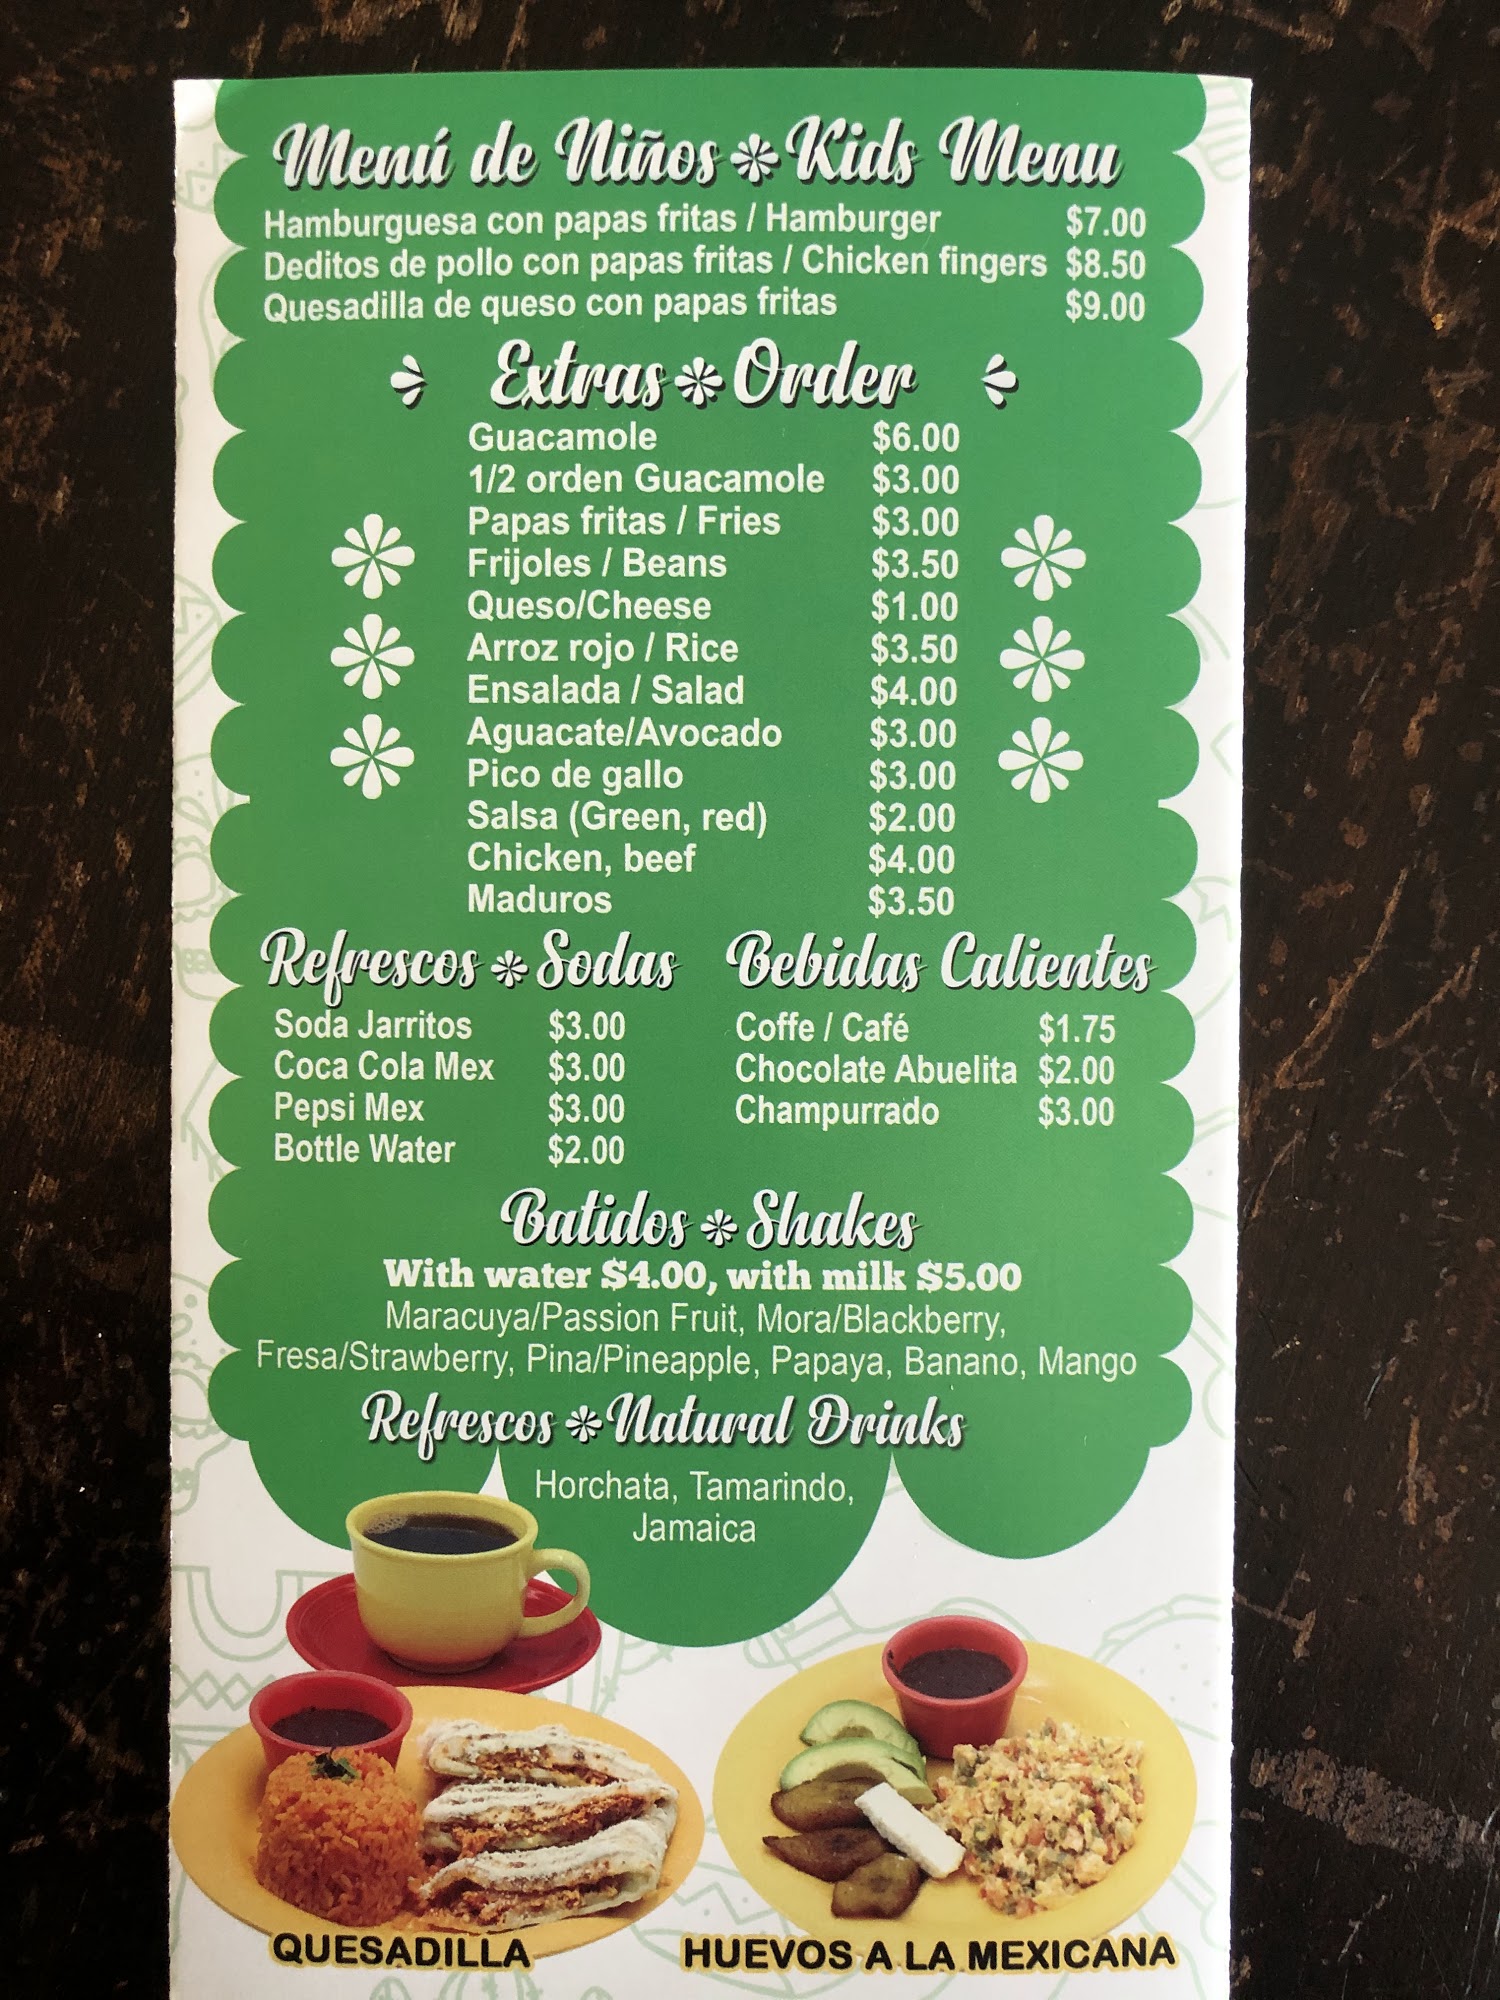 Menú de Niños * Kids Menu
Hamburguesa con papas fritas / Hamburger $7.00
Deditos de pollo con papas fritas / Chicken fingers $8.50
Quesadilla de queso con papas fritas $9.00
Extras * Order
Guacamole $6.00
1/2 orden Guacamole $3.00
Papas fritas / Fries $3.00
Frijoles / Beans $3.50
Queso/Cheese $1.00
Arroz rojo / Rice $3.50
Ensalada / Salad $4.00
Aguacate/Avocado $3.00
Pico de gallo $3.00
Salsa (Green, red) $2.00
Chicken, beef $4.00
Maduros $3.50
Refrescos * Sodas
Soda Jarritos $3.00
Coca Cola Mex $3.00
Pepsi Mex $3.00
Bottle Water $2.00
Bebidas Calientes
Coffe / Café $1.75
Chocolate Abuelita $2.00
Champurrado $3.00
Batidos * Shakes
With water $4.00, with milk $5.00
Maracuya/Passion Fruit, Mora/Blackberry,
Fresa/Strawberry, Pina/Pineapple, Papaya, Banano, Mango
Refrescos * Natural Drinks
Horchata, Tamarindo,
Jamaica
QUESADILLA
HUEVOS A LA MEXICANA